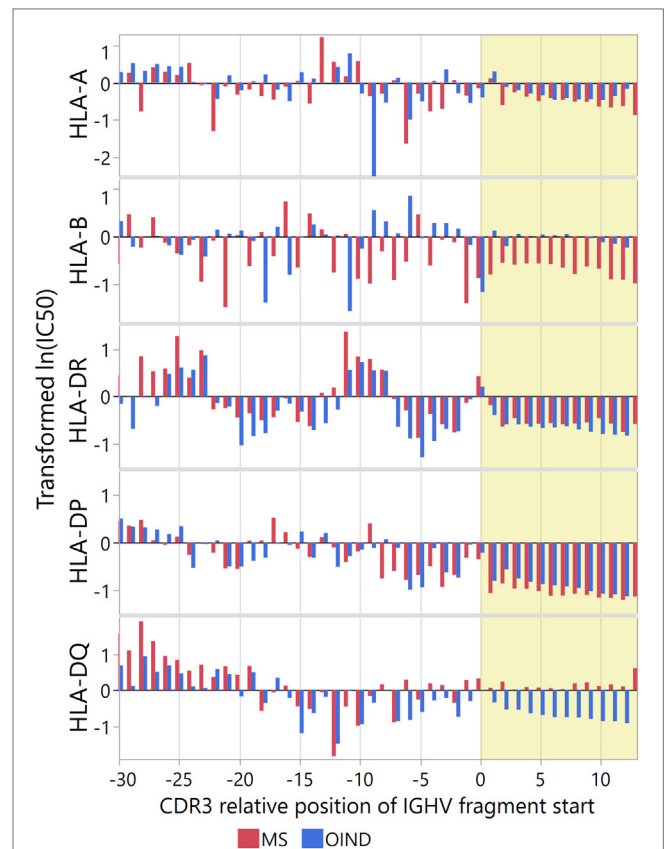 HLA-A
1
0
-1
-2
HLA-B
1
0
-1
HLA-DR
1
0
-1
HLA-DP
1
0
-1
HLA-DQ
1
0
-1
Transformed ln(IC50)
-30 -25 -20 -15 -10 -5 0 5 10
CDR3 relative position of IGHV fragment start
MS OIND